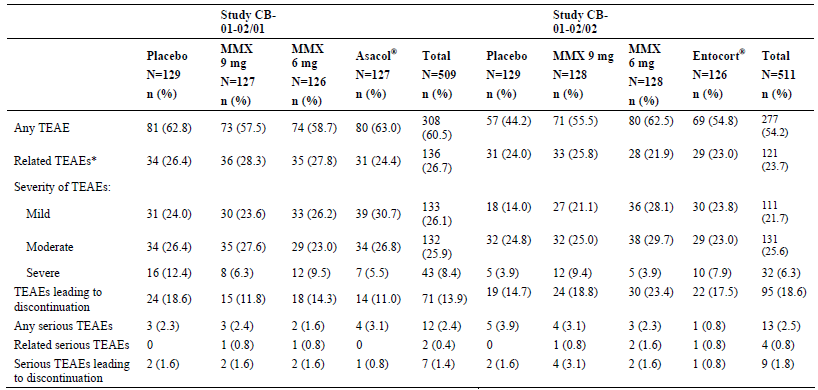 Study CB-01-02/01 Study CB-01-02/02
Placebo N=129 n (%) MMX 9 mg N=127 n (%) MMX 6 mg N=126 n (%) Asacol® N=127 n (%) Total N=509 n (%) Placebo N=129 n (%) MMX 9 mg N=128 n (%) MMX 6 mg N=128 n (%) Entocort® N=126 n (%) Total N=511 n (%)
Any TEAE 81 (62.8) 73 (57.5) 74 (58.7) 80 (63.0) 308 (60.5) 57 (44.2) 71 (55.5) 80 (62.5) 69 (54.8) 277 (54.2)
Related TEAEs* 34 (26.4) 36 (28.3) 35 (27.8) 31 (24.4) 136 (26.7) 31 (24.0) 33 (25.8) 28 (21.9) 29 (23.0) 121 (23.7)
Severity of TEAEs:
Mild 31 (24.0) 30 (23.6) 33 (26.2) 39 (30.7) 133 (26.1) 18 (14.0) 27 (21.1) 36 (28.1) 30 (23.8) 111 (21.7)
Moderate 34 (26.4) 35 (27.6) 29 (23.0) 34 (26.8) 132 (25.9) 32 (24.8) 32 (25.0) 38 (29.7) 29 (23.0) 131 (25.6)
Severe 16 (12.4) 8 (6.3) 12 (9.5) 7 (5.5) 43 (8.4) 5 (3.9) 12 (9.4) 5 (3.9) 10 (7.9) 32 (6.3)
TEAEs leading to discontinuation 24 (18.6) 15 (11.8) 18 (14.3) 14 (11.0) 71 (13.9) 19 (14.7) 24 (18.8) 30 (23.4) 22 (17.5) 95 (18.6)
Any serious TEAEs 3 (2.3) 3 (2.4) 2 (1.6) 4 (3.1) 12 (2.4) 5 (3.9) 4 (3.1) 3 (2.3) 1 (0.8) 13 (2.5)
Related serious TEAEs 0 1 (0.8) 1 (0.8) 0 2 (0.4) 0 1 (0.8) 2 (1.6) 1 (0.8) 4 (0.8)
Serious TEAEs leading to discontinuation 2 (1.6) 2 (1.6) 2 (1.6) 1 (0.8) 7 (1.4) 2 (1.6) 4 (3.1) 2 (1.6) 1 (0.8) 9 (1.8)